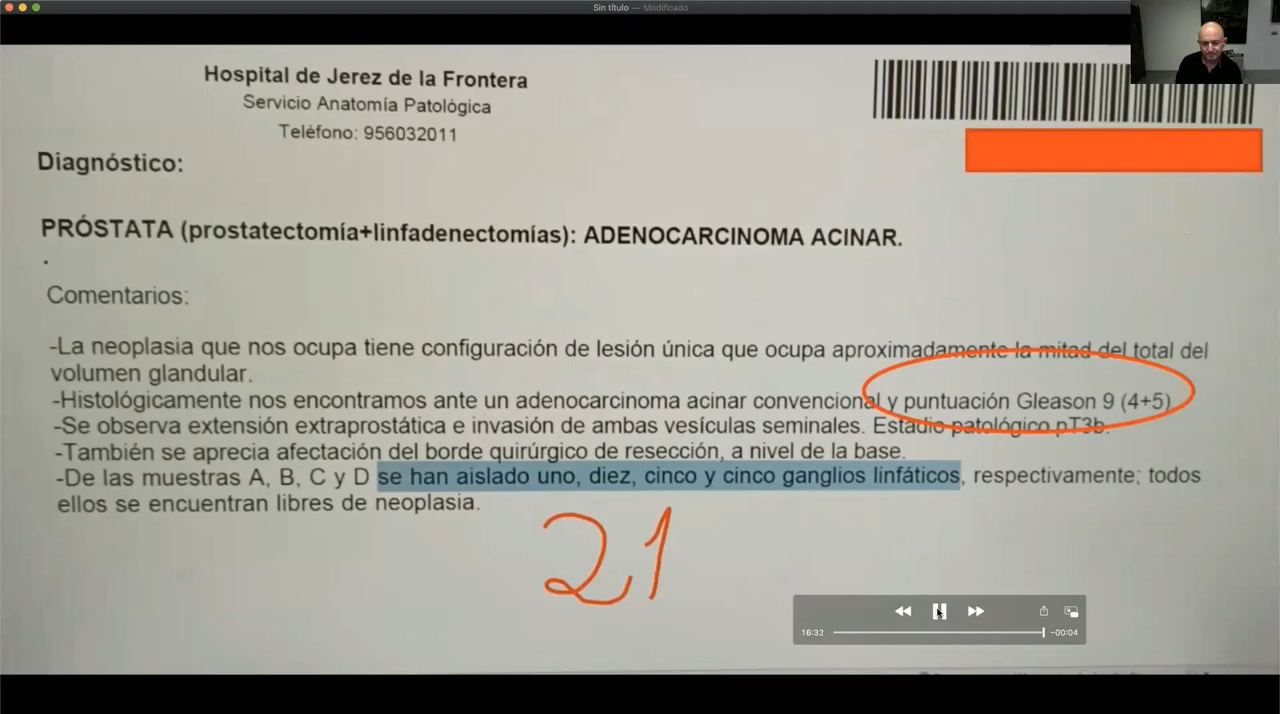 Sin título — Modificado
Hospital de Jerez de la Frontera
Servicio Anatomía Patológica
Teléfono: 956032011
Diagnóstico:
PRÓSTATA (prostatectomía+linfadenectomías): ADENOCARCINOMA ACINAR.
.
Comentarios:
-La neoplasia que nos ocupa tiene configuración de lesión única que ocupa aproximadamente la mitad del total del
volumen glandular.
-Histológicamente nos encontramos ante un adenocarcinoma acinar convencional y puntuación Gleason 9 (4+5)
-Se observa extensión extraprostática e invasión de ambas vesículas seminales. Estadio patológico pT3b.
-También se aprecia afectación del borde quirúrgico de resección, a nivel de la base.
-De las muestras A, B, C y D se han aislado uno, diez, cinco y cinco ganglios linfáticos, respectivamente; todos
ellos se encuentran libres de neoplasia.
21
16:32
-00:04